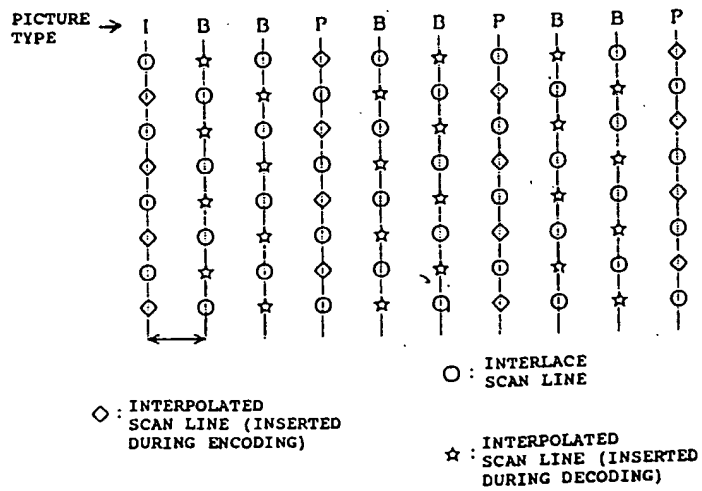 PICTURE TYPE → I B B P B B P B B P
○ : INTERLACE
SCAN LINE
◇ : INTERPOLATED
SCAN LINE (INSERTED
DURING ENCODING)
☆ : INTERPOLATED
SCAN LINE (INSERTED
DURING DECODING)